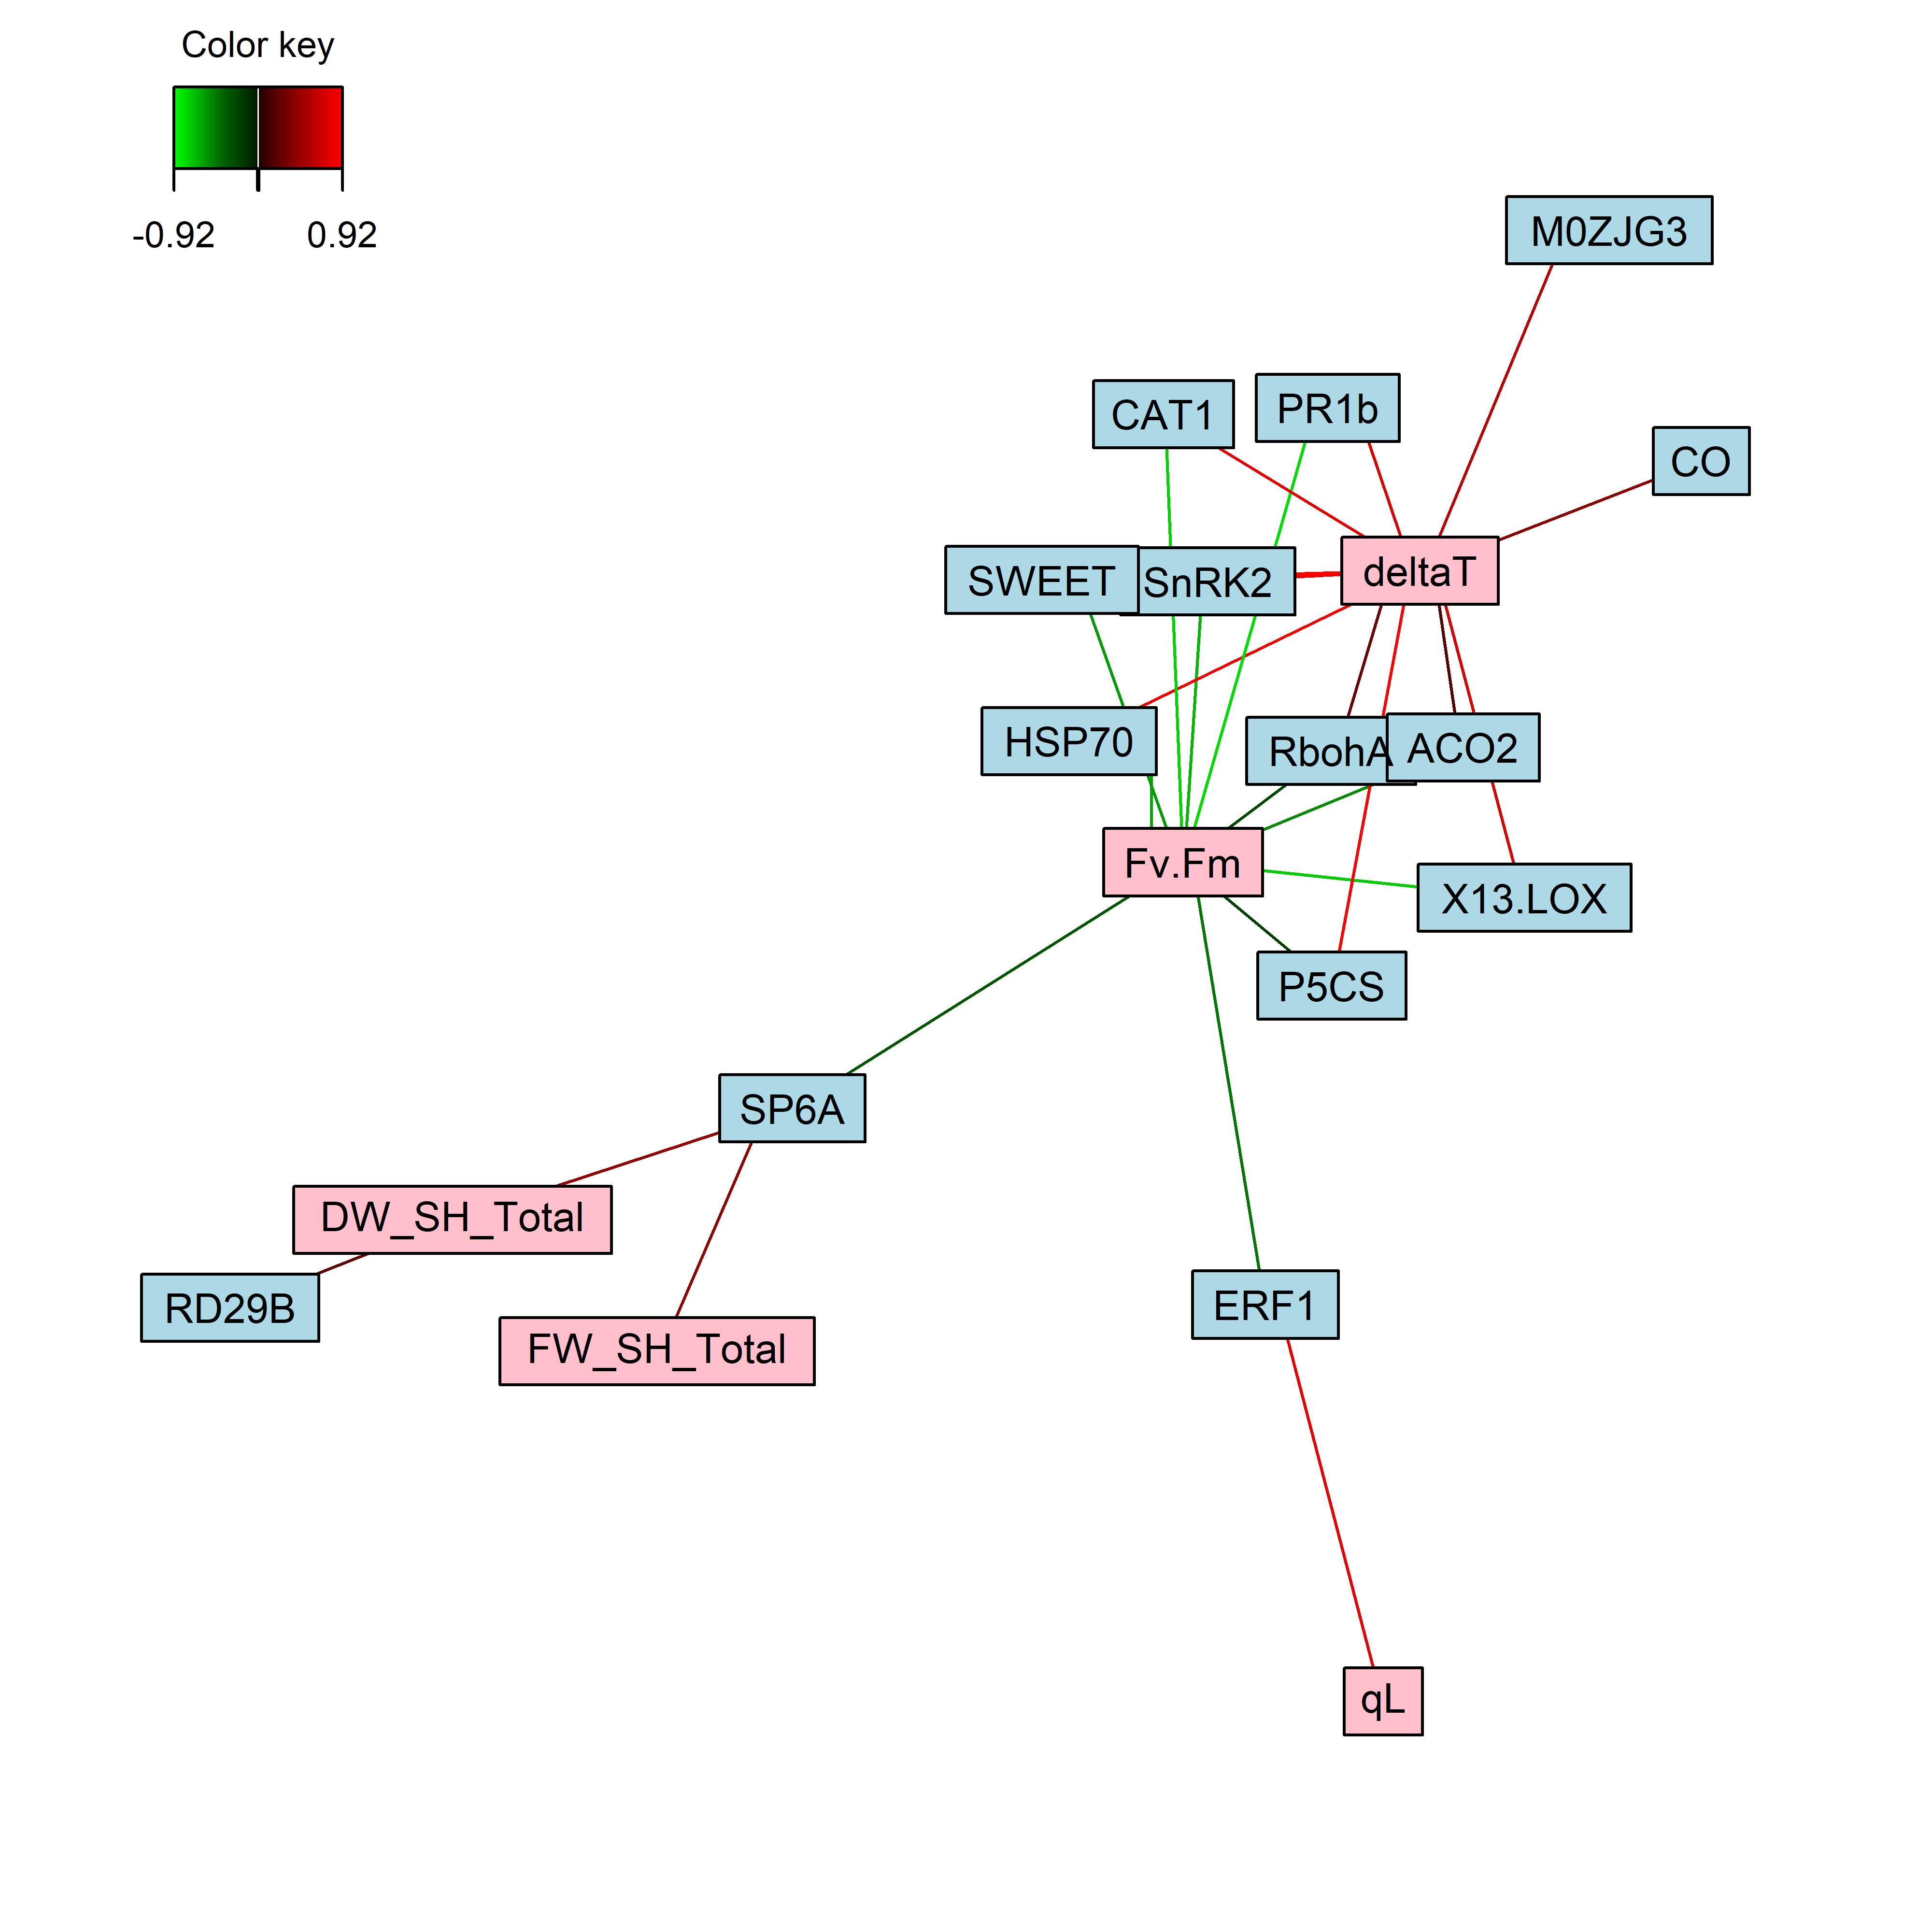 Color key
-0.92 0.92
M0ZJG3
CAT1
PR1b
CO
SWEET
SnRK2
deltaT
HSP70
RbohA
ACO2
Fv.Fm
X13.LOX
P5CS
SP6A
DW_SH_Total
RD29B
ERF1
FW_SH_Total
qL